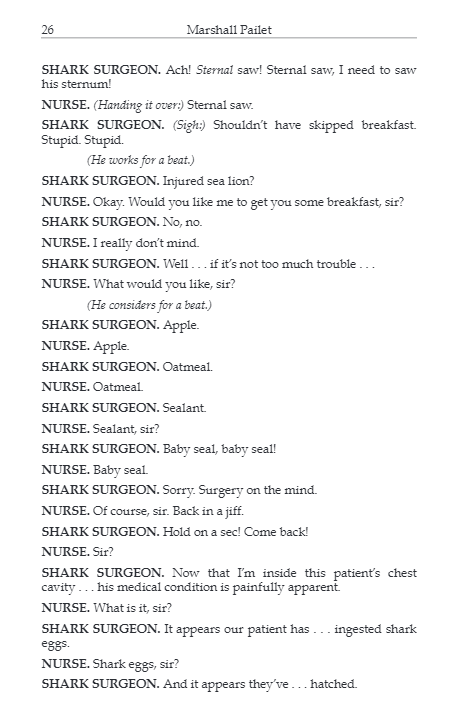 26
Marshall Pailet
SHARK SURGEON. Ach! Sternal saw! Sternal saw, I need to saw
his sternum!
NURSE. (Handing it over:) Sternal saw.
SHARK SURGEON. (Sigh:) Shouldn't have skipped breakfast.
Stupid. Stupid.
(He works for a beat.)
SHARK SURGEON. Injured sea lion?
NURSE. Okay. Would you like me to get you some breakfast, sir?
SHARK SURGEON. No, no.
NURSE. I really don't mind.
SHARK SURGEON. Well . . . if it's not too much trouble . . .
NURSE. What would you like, sir?
(He considers for a beat.)
SHARK SURGEON. Apple.
NURSE. Apple.
SHARK SURGEON. Oatmeal.
NURSE. Oatmeal.
SHARK SURGEON. Sealant.
NURSE. Sealant, sir?
SHARK SURGEON. Baby seal, baby seal!
NURSE. Baby seal.
SHARK SURGEON. Sorry. Surgery on the mind.
NURSE. Of course, sir. Back in a jiff.
SHARK SURGEON. Hold on a sec! Come back!
NURSE. Sir?
SHARK SURGEON. Now that I'm inside this patient's chest
cavity . . . his medical condition is painfully apparent.
NURSE. What is it, sir?
SHARK SURGEON. It appears our patient has . . . ingested shark
eggs.
NURSE. Shark eggs, sir?
SHARK SURGEON. And it appears they've . . . hatched.